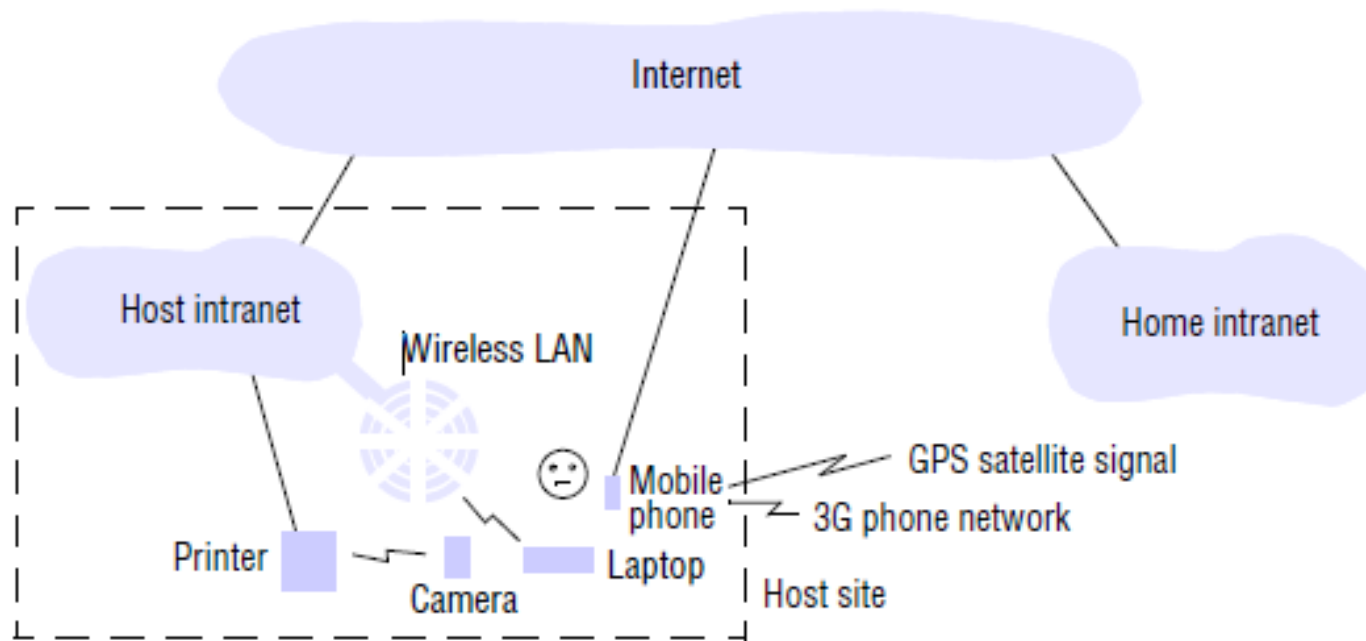 Internet
Host intranet
Wireless LAN
Home intranet
GPS satellite signal
Mobile
phone
3G phone network
Printer
Camera
Laptop
Host site